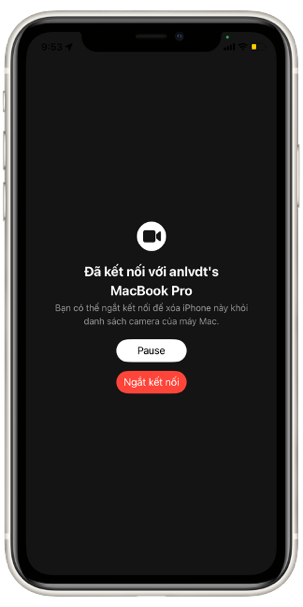 9:53
Đã kết nối với anlvdt's
MacBook Pro
Bạn có thể ngắt kết nối để xóa iPhone này khỏi
danh sách camera của máy Mac.
Pause
Ngắt kết nối